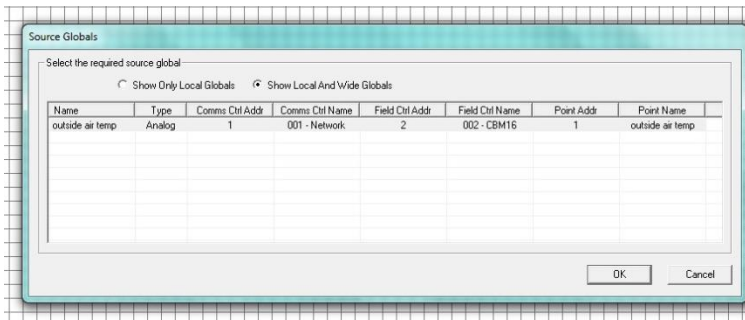 Source Globals
Select the required source global
Show Only Local Globals Show Local And Wide Globals
Name Type Comms Ctrl Addr Comms Ctrl Name Field Ctrl Addr Field Ctrl Name Point Addr Point Name
outside air temp Analog 1 001 - Network 2 002 - CBM16 1 outside air temp
OK Cancel